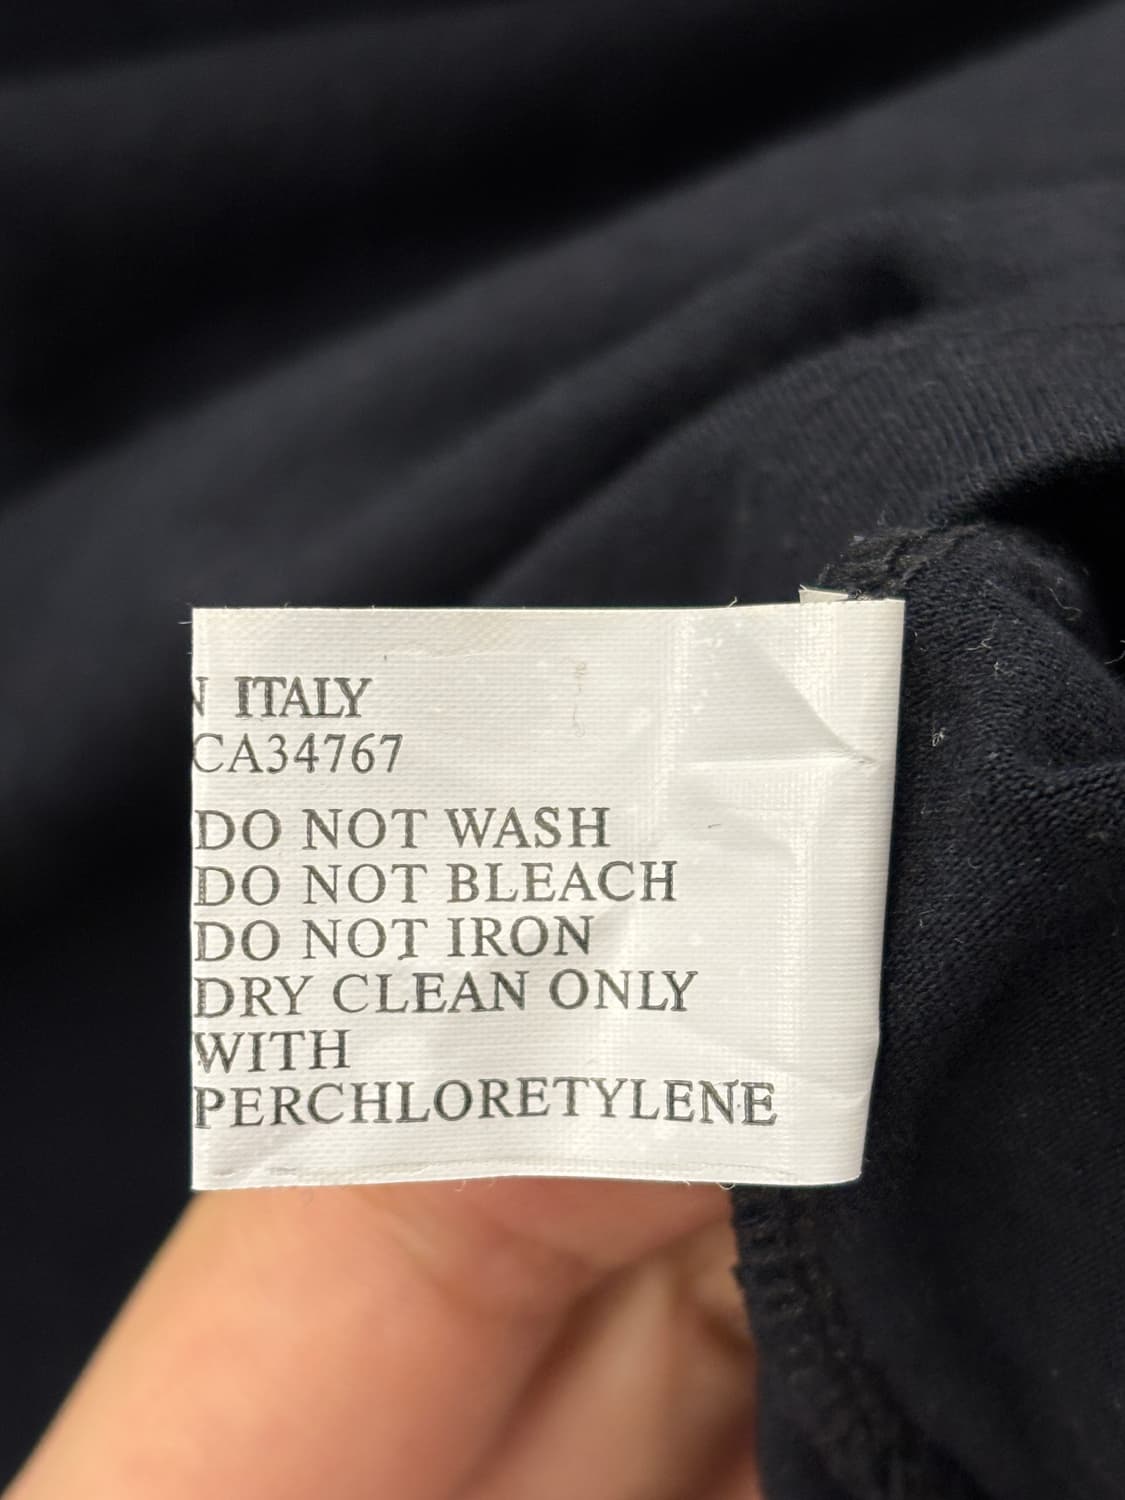 N ITALY
CA34767
DO NOT WASH
DO NOT BLEACH
DO NOT IRON
DRY CLEAN ONLY
WITH
PERCHLORETYLENE